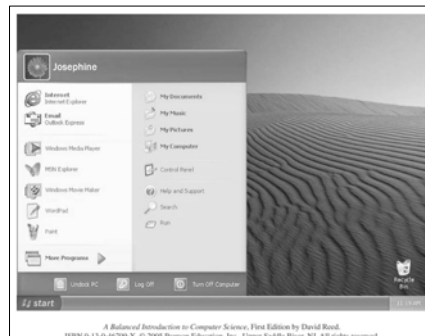 Josephine
Internet
Internet Explorer
Email
Outlook Express
Windows Media Player
MSN Explorer
Windows Movie Maker
WordPad
Paint
More Programs
My Documents
My Music
My Pictures
My Computer
Control Panel
Help and Support
Search
Run
Undock PC
Log Off
Turn Off Computer
Recycle
Bin
start
A Balanced Introduction to Computer Science, First Edition by David Reed.